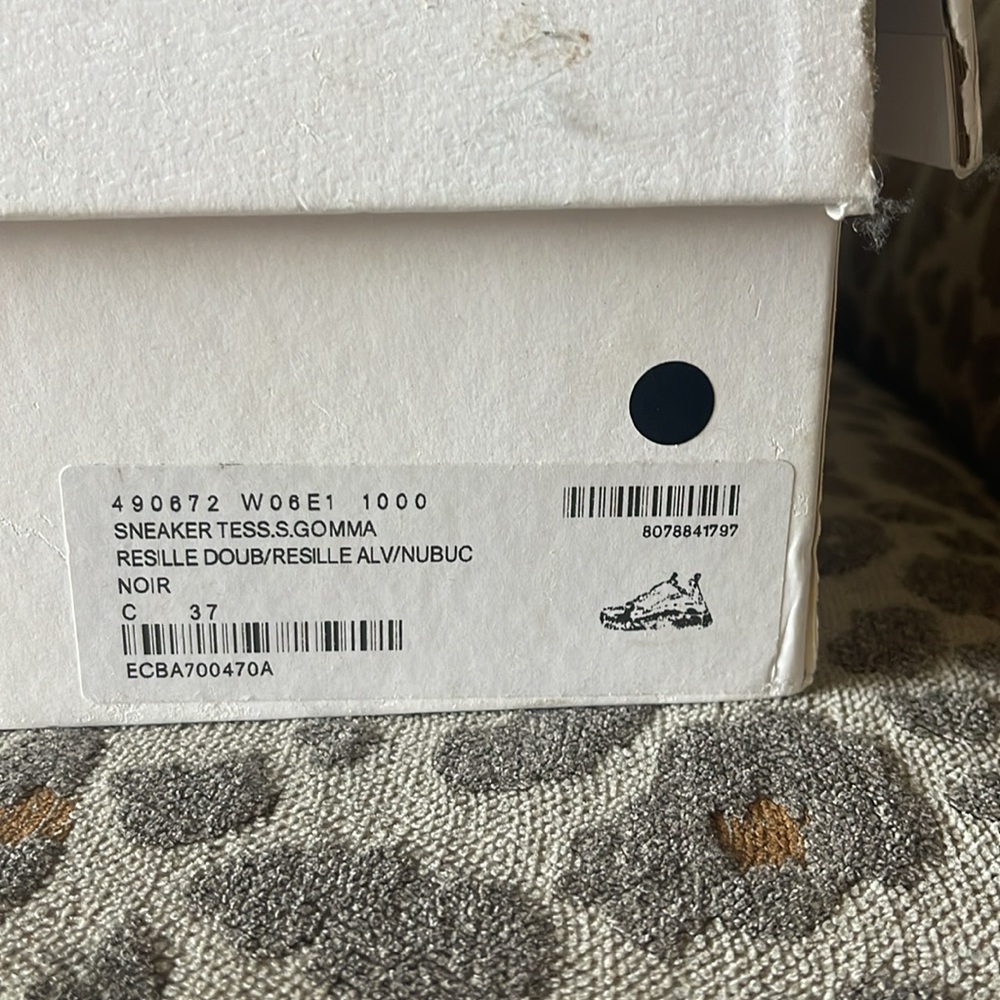 490672 W06E1 1000
SNEAKER TESS.S.GOMMA
RESILLE DOUB/RESILLE ALV/NUBUC
NOIR
C 37
ECBA700470A
8078841797